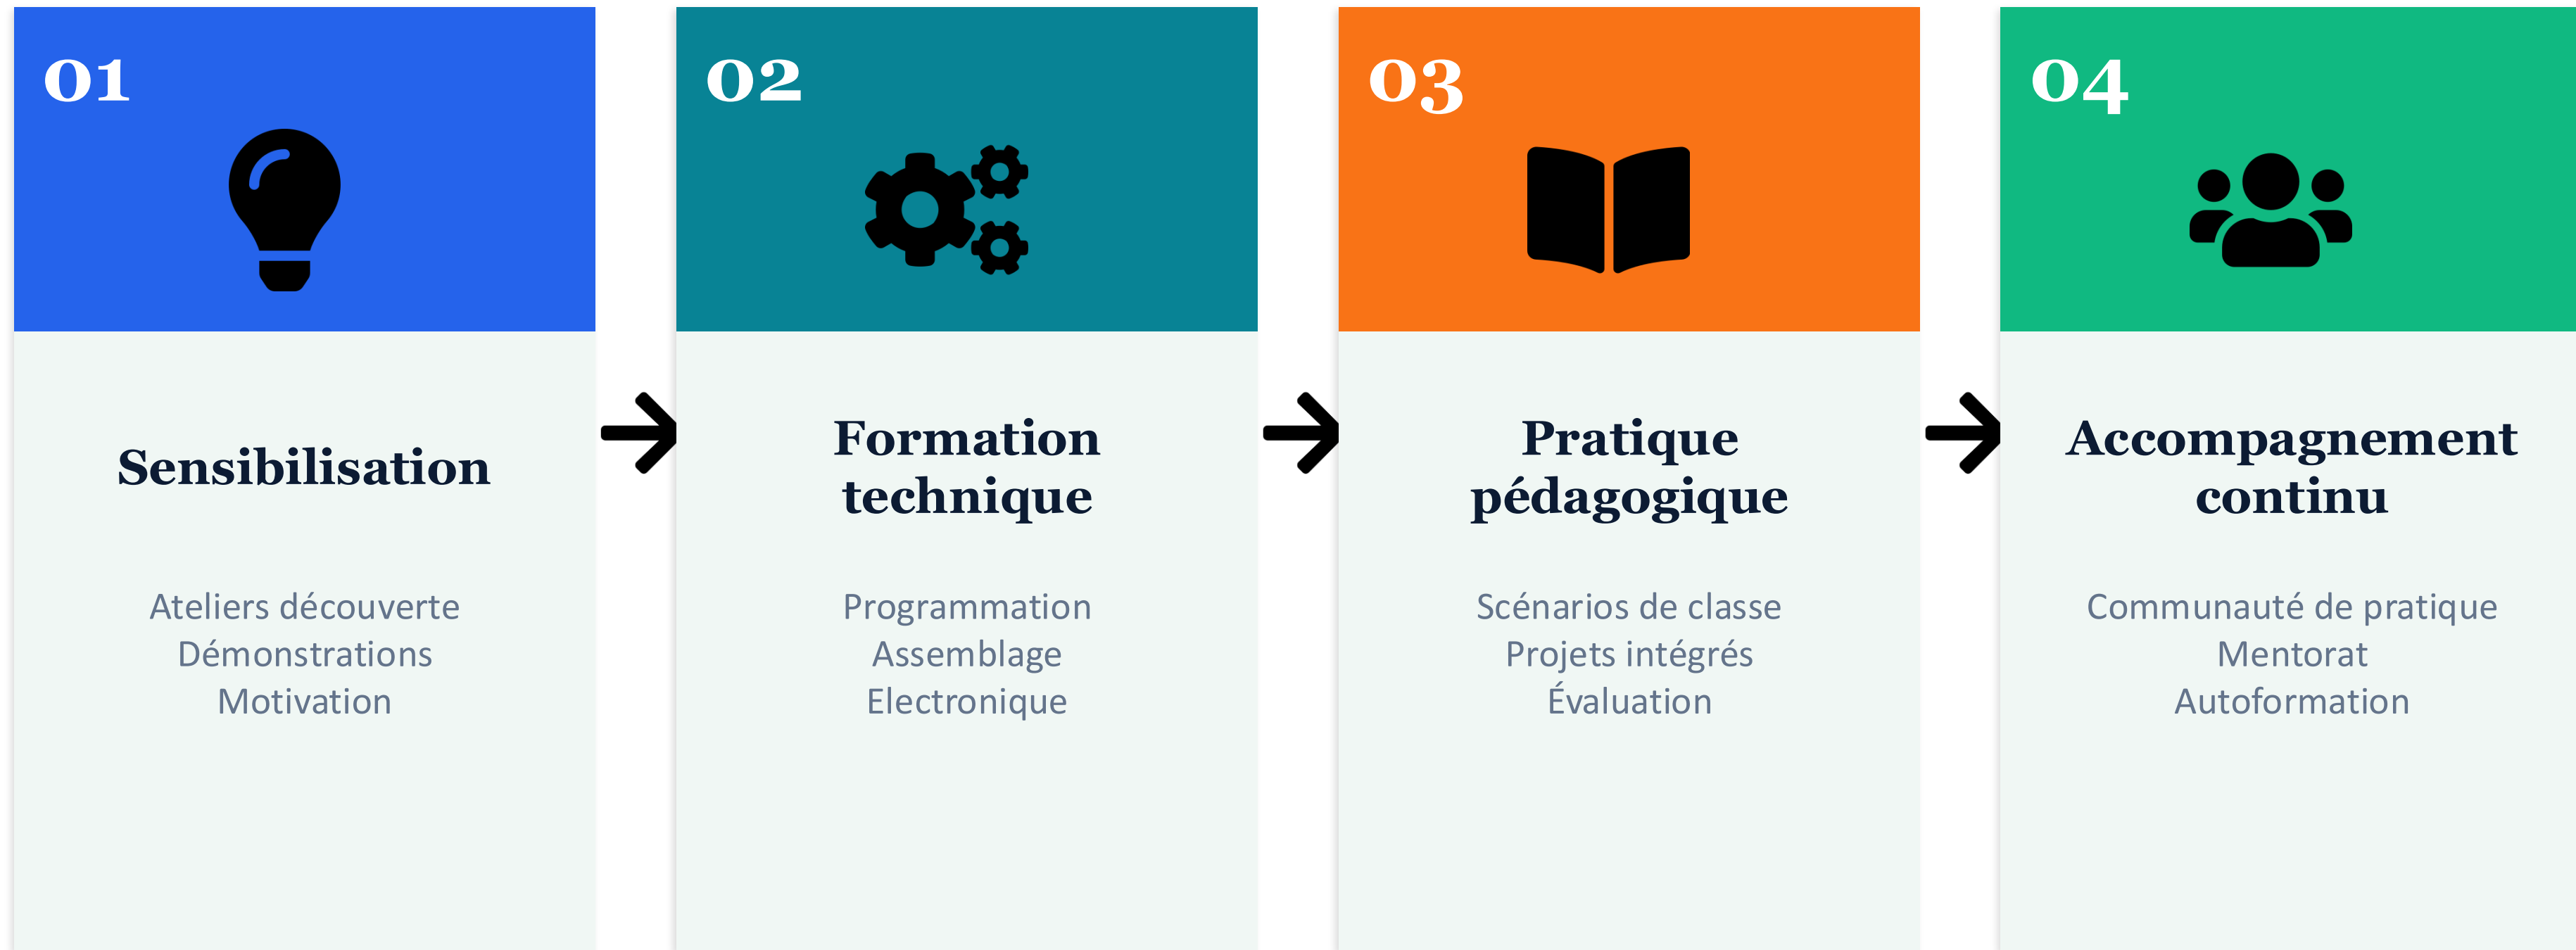 01
Sensibilisation
Ateliers découverte
Démonstrations
Motivation
02
Formation
technique
Programmation
Assemblage
Electronique
03
Pratique
pédagogique
Scénarios de classe
Projets intégrés
Évaluation
04
Accompagnement
continu
Communauté de pratique
Mentorat
Autoformation